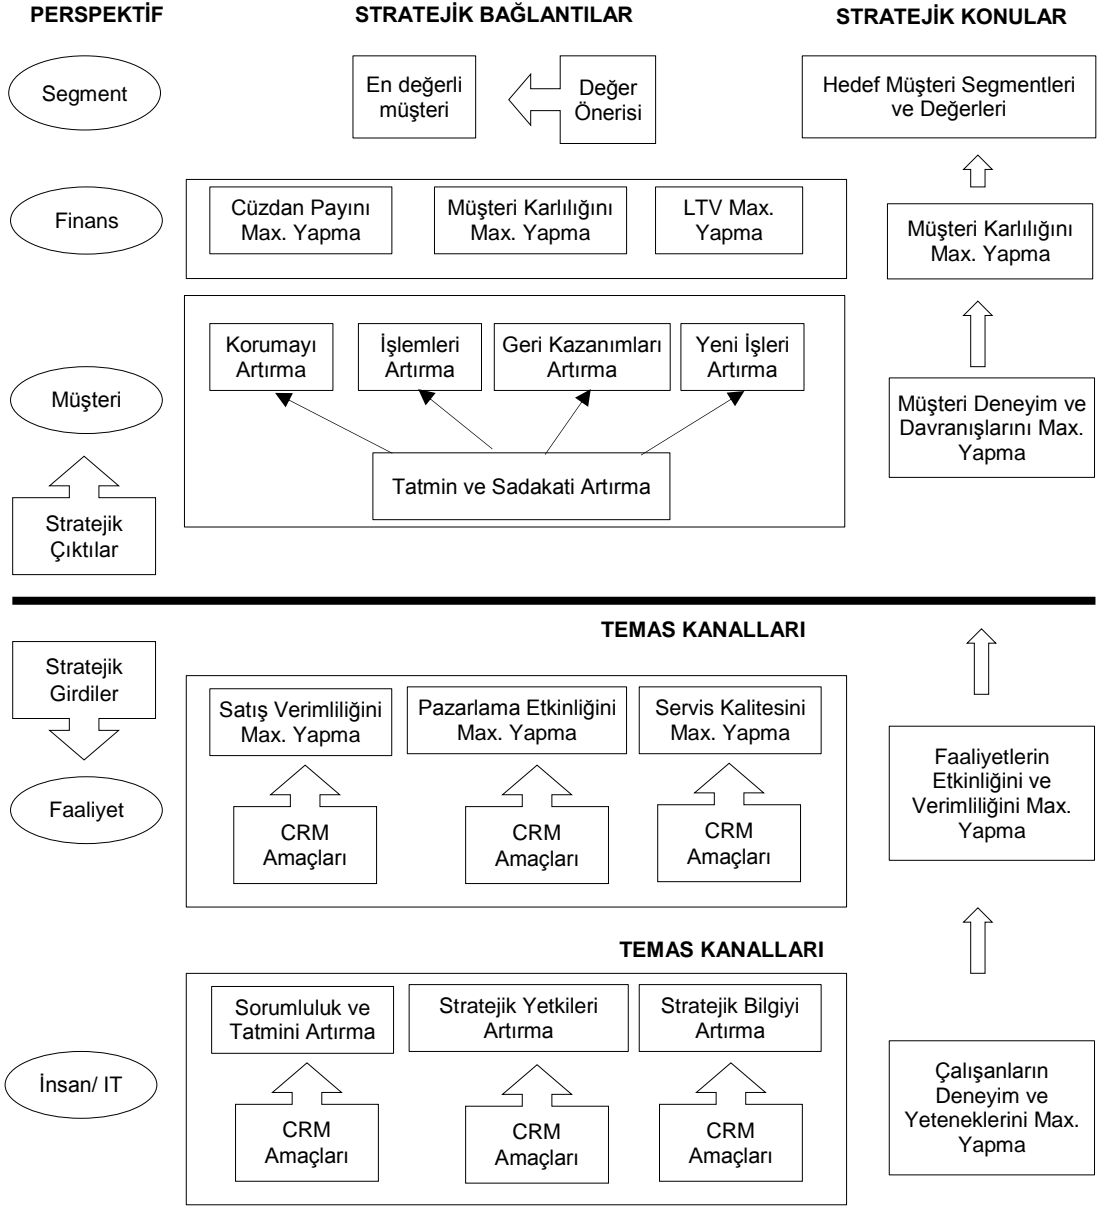 PERSPEKTİF
STRATEJİK BAĞLANTILAR
STRATEJİK KONULAR
Segment
En değerli
müşteri
Değer
Önerisi
Hedef Müşteri Segmentleri
ve Değerleri
Finans
Cüzdan Payını
Max. Yapma
Müşteri Karlılığını
Max. Yapma
LTV Max.
Yapma
Müşteri Karlılığını
Max. Yapma
Müşteri
Korumayı
Artırma
İşlemleri
Artırma
Geri Kazanımları
Artırma
Yeni İşleri
Artırma
Tatmin ve Sadakati Artırma
Müşteri Deneyim ve
Davranışlarını Max.
Yapma
Stratejik
Çıktılar
TEMAS KANALLARI
Stratejik
Girdiler
Satış Verimliliğini
Max. Yapma
Pazarlama Etkinliğini
Max. Yapma
Servis Kalitesini
Max. Yapma
Faaliyet
CRM
Amaçları
CRM
Amaçları
CRM
Amaçları
Faaliyetlerin
Etkinliğini ve
Verimliliğini Max.
Yapma
TEMAS KANALLARI
Sorumluluk ve
Tatmini Artırma
Stratejik Yetkileri
Artırma
Stratejik Bilgiyi
Artırma
İnsan/ IT
CRM
Amaçları
CRM
Amaçları
CRM
Amaçları
Çalışanların
Deneyim ve
Yeteneklerini Max.
Yapma